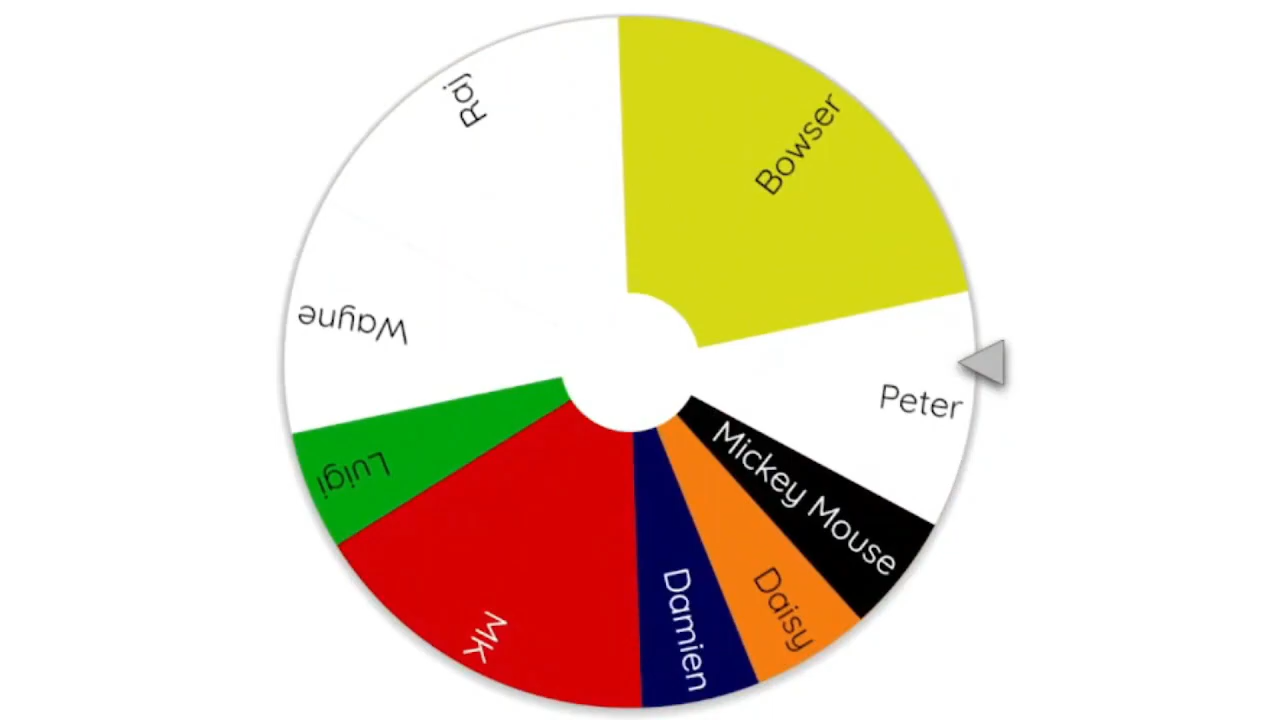 Raj
Bowser
Wayne
Peter
Luigi
Mickey Mouse
MK
Damien
Daisy